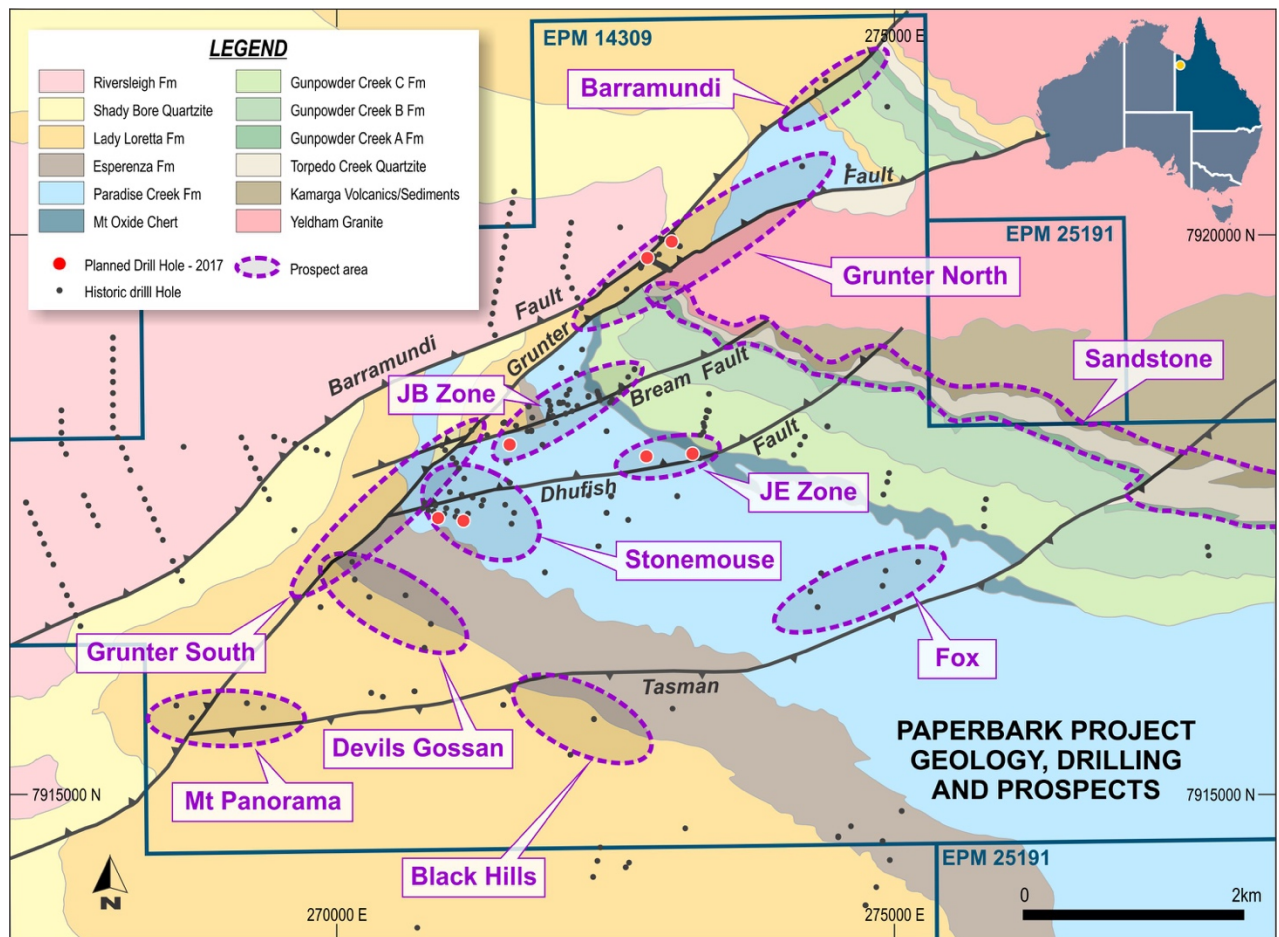 LEGEND
Riversleigh Fm
Shady Bore Quartzite
Lady Loretta Fm
Esperenza Fm
Paradise Creek Fm
Mt Oxide Chert
Gunpowder Creek C Fm
Gunpowder Creek B Fm
Gunpowder Creek A Fm
Torpedo Creek Quartzite
Kamarga Volcanics/Sediments
Yeldham Granite
Planned Drill Hole - 2017
Prospect area
Historic drilll Hole
EPM 14309
275000 E
Barramundi
Fault
7920000 N
EPM 25191
Grunter North
Sandstone
Barramundi
Fault
Grunter
JB Zone
Bream Fault
Fault
Dhufish
JE Zone
Stonemouse
Grunter South
Fox
Tasman
Devils Gossan
Mt Panorama
PAPERBARK PROJECT
GEOLOGY, DRILLING
AND PROSPECTS
7915000 N
7915000 N
Black Hills
EPM 25191
N
270000 E
275000 E
0
2km